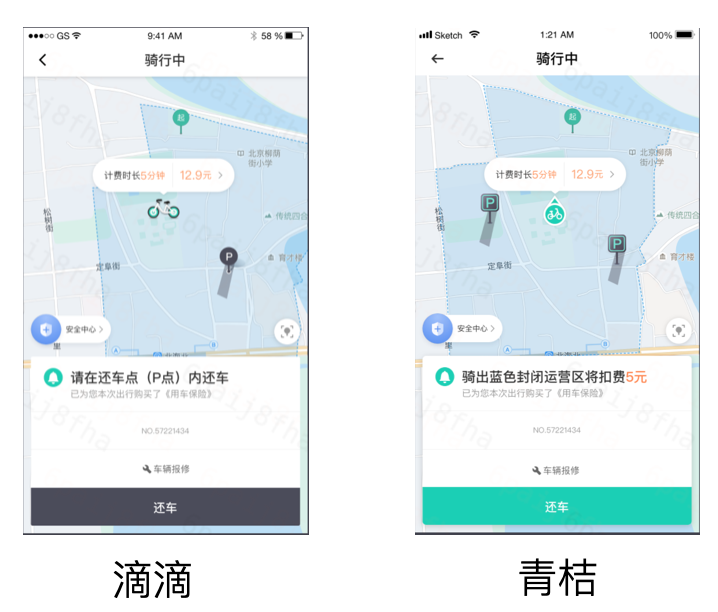 GS
9:41 AM
58 %
骑行中
起
北京柳荫
街小学
计费时长5分钟
12.9元
松树街
传统四合
P
育才楼
定阜街
安全中心
里
A
B
请在还车点（P点）内还车
已为您本次出行购买了《用车保险》
NO.57221434
车辆报修
还车
滴滴
Sketch
1:21 AM
100%
骑行中
起
北京柳荫
街小学
计费时长5分钟
12.9元
P
松树街
传统四合
P
育才楼
定阜街
安全中心
里
A
B
骑出蓝色封闭运营区将扣费5元
已为您本次出行购买了《用车保险》
NO.57221434
车辆报修
还车
青桔